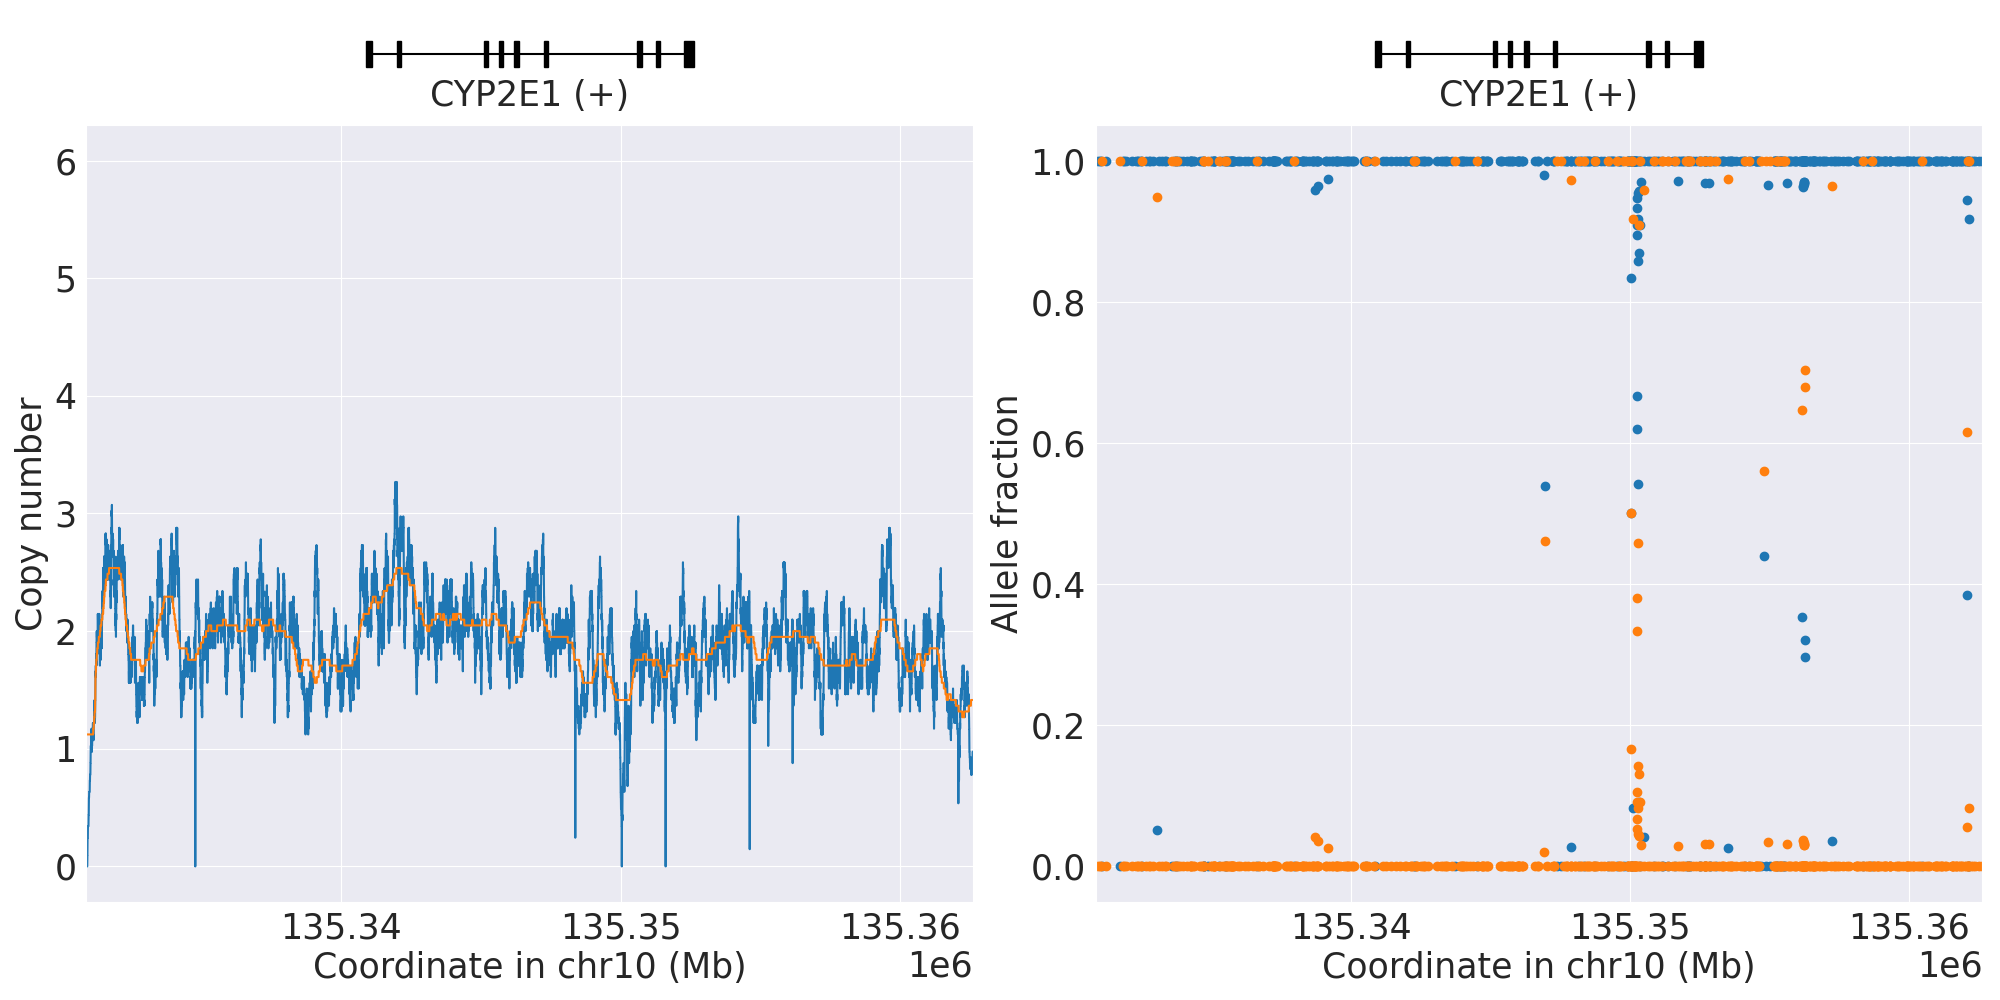 CYP2E1 (+)
6
5
4
3
2
1
0
Copy number
135.34 135.35 135.36
Coordinate in chr10 (Mb)
1e6
CYP2E1 (+)
1.0
0.8
0.6
0.4
0.2
0.0
Allele fraction
135.34 135.35 135.36
Coordinate in chr10 (Mb)
1e6